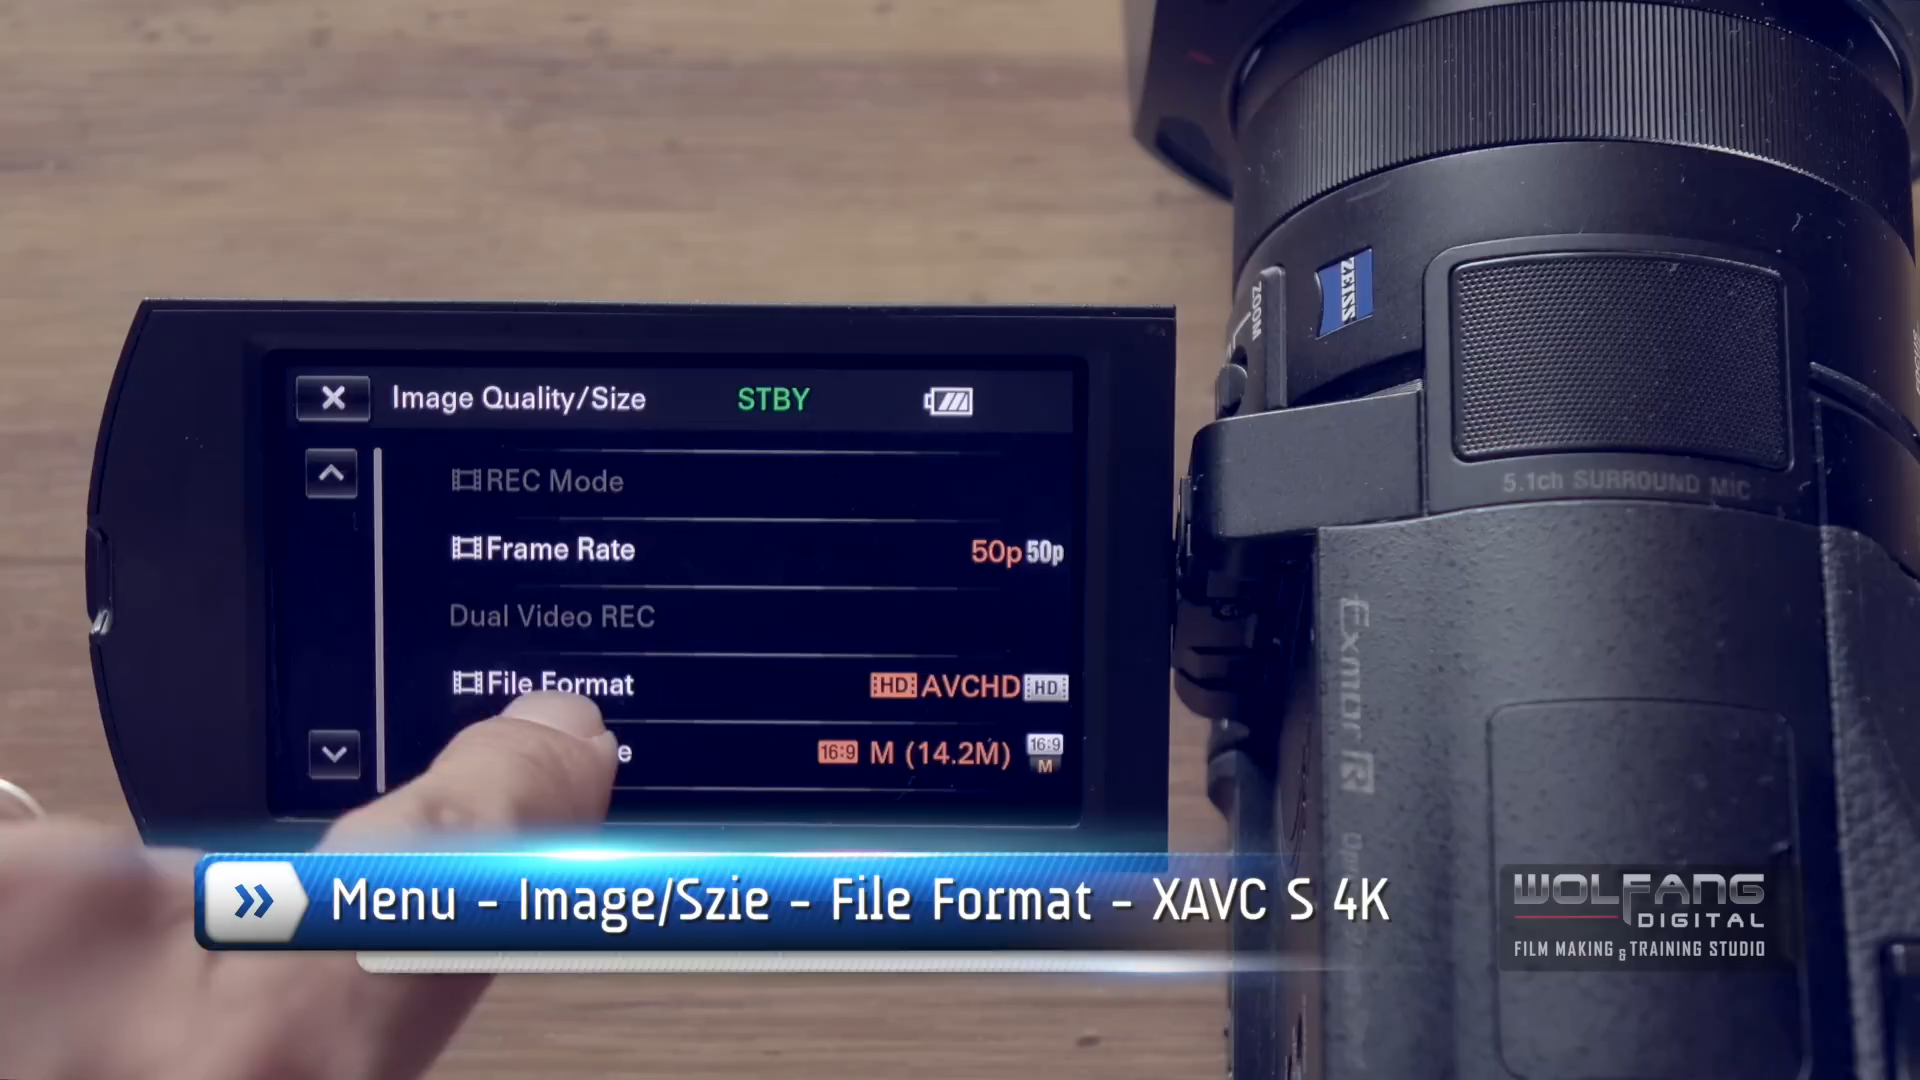 Image Quality/Size STBY
REC Mode
Frame Rate 50p 50p
Dual Video REC
File Format HD AVCHD HD
e 16:9 M (14.2M) 16:9 M
ZOOM
ZEISS
5.1ch SURROUND MIC
Exmor R
Menu - Image/Szie - File Format - XAVC S 4K
WOLFANG
DIGITAL
FILM MAKING & TRAINING STUDIO